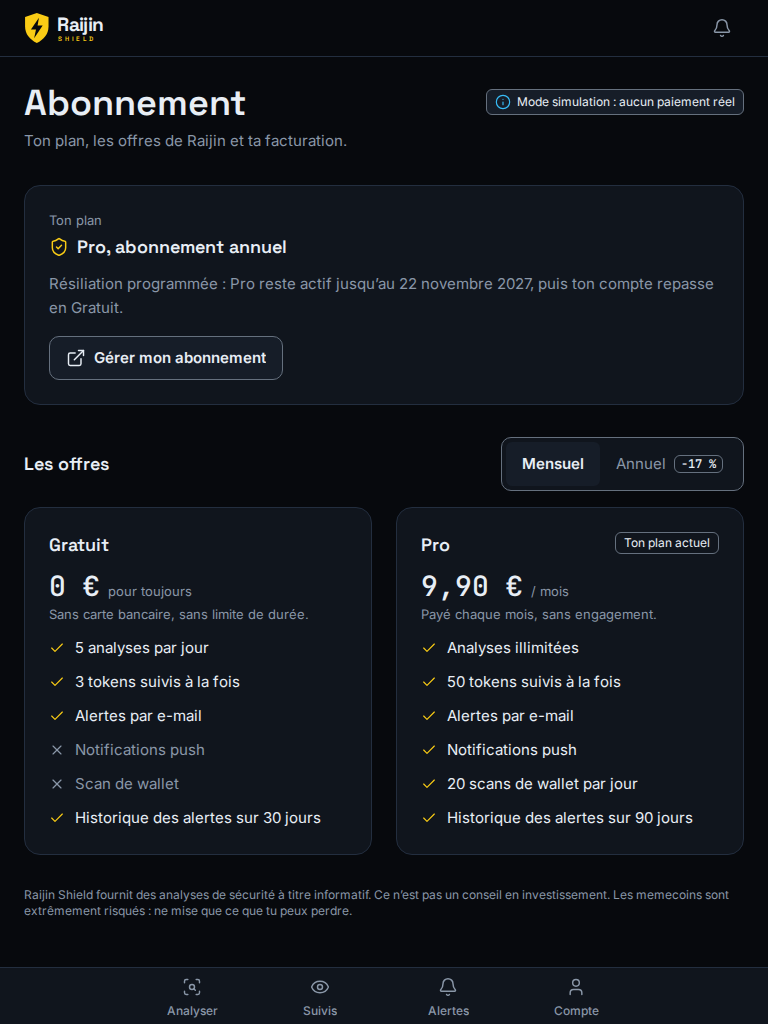 Raijin
SHIELD
Abonnement
Mode simulation : aucun paiement réel
Ton plan, les offres de Raijin et ta facturation.
Ton plan
Pro, abonnement annuel
Résiliation programmée : Pro reste actif jusqu’au 22 novembre 2027, puis ton compte repasse
en Gratuit.
Gérer mon abonnement
Les offres
Mensuel
Annuel -17 %
Gratuit
0 € pour toujours
Sans carte bancaire, sans limite de durée.
5 analyses par jour
3 tokens suivis à la fois
Alertes par e-mail
Notifications push
Scan de wallet
Historique des alertes sur 30 jours
Pro
Ton plan actuel
9,90 € / mois
Payé chaque mois, sans engagement.
Analyses illimitées
50 tokens suivis à la fois
Alertes par e-mail
Notifications push
20 scans de wallet par jour
Historique des alertes sur 90 jours
Raijin Shield fournit des analyses de sécurité à titre informatif. Ce n’est pas un conseil en investissement. Les memecoins sont
extrêmement risqués : ne mise que ce que tu peux perdre.
Analyser
Suivis
Alertes
Compte